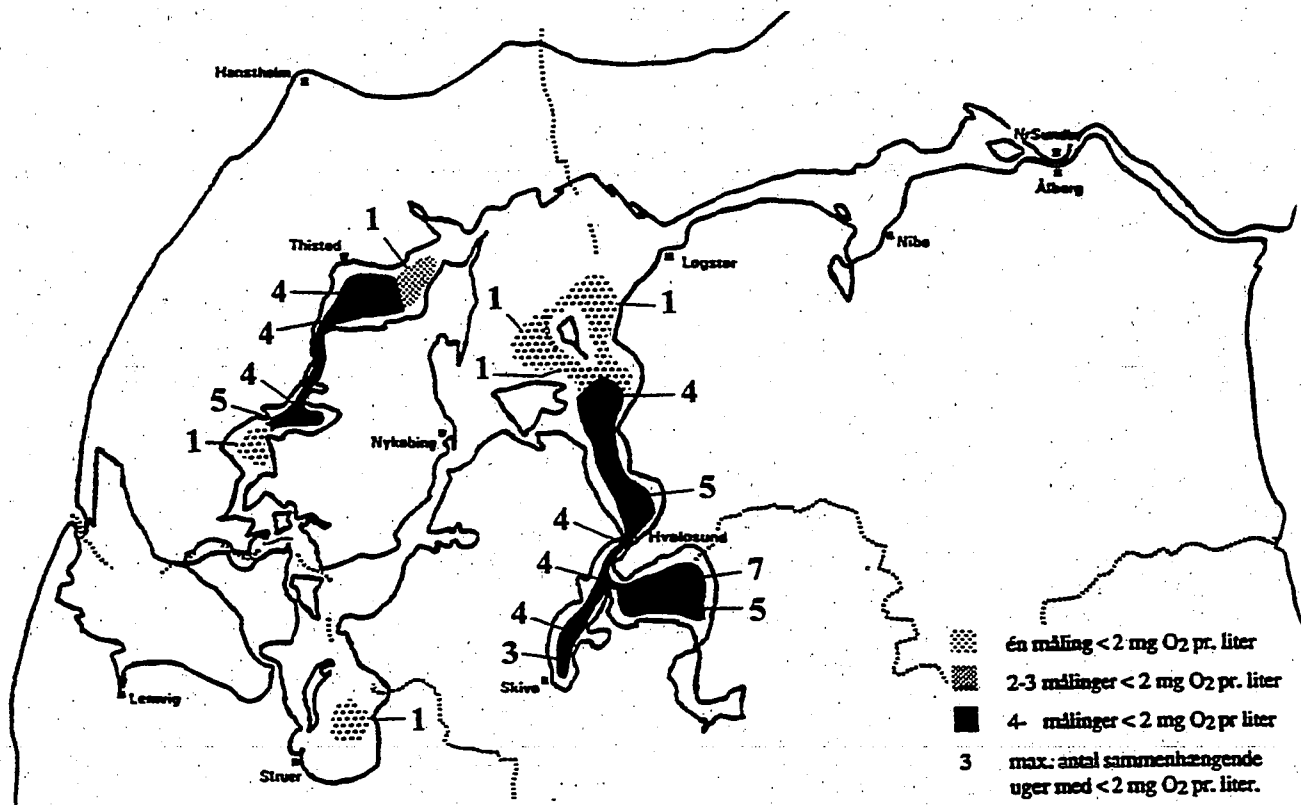 Hanstholm
NrSundby
Ålborg
Nibe
1
Thisted
Løgstør
4
1
1
4
1
4
4
5
1
Nykøbing
5
4
Hvalpsund
4
7
4
5
3
Skive
Lemvig
1
Struer
én måling < 2 mg O2 pr. liter
2-3 målinger < 2 mg O2 pr. liter
4- målinger < 2 mg O2 pr liter
3 max.: antal sammenhængende
uger med < 2 mg O2 pr. liter.